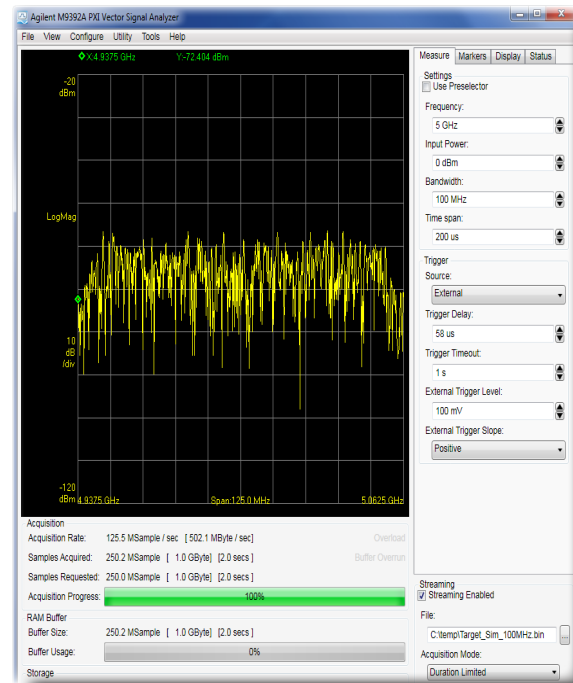 Agilent M9392A PXI Vector Signal Analyzer
File View Configure Utility Tools Help
X:4.9375 GHz Y:-72.404 dBm
-20
dBm
LogMag
10
dB
/div
-120
dBm 4.9375 GHz Span:125.0 MHz 5.0625 GHz
Measure Markers Display Status
Settings
Use Preselector
Frequency:
5 GHz
Input Power:
0 dBm
Bandwidth:
100 MHz
Time span:
200 us
Trigger
Source:
External
Trigger Delay:
58 us
Trigger Timeout:
1 s
External Trigger Level:
100 mV
External Trigger Slope:
Positive
Acquisition
Acquisition Rate: 125.5 MSample / sec [ 502.1 MByte / sec]
Overload
Samples Acquired: 250.2 MSample [ 1.0 GByte] [2.0 secs ]
Buffer Overrun
Samples Requested: 250.0 MSample [ 1.0 GByte] [2.0 secs ]
Acquisition Progress: 100%
RAM Buffer
Buffer Size: 250.2 MSample [ 1.0 GByte] [2.0 secs ]
Buffer Usage: 0%
Storage
Streaming
Streaming Enabled
File:
C:\temp\Target_Sim_100MHz.bin ...
Acquisition Mode:
Duration Limited